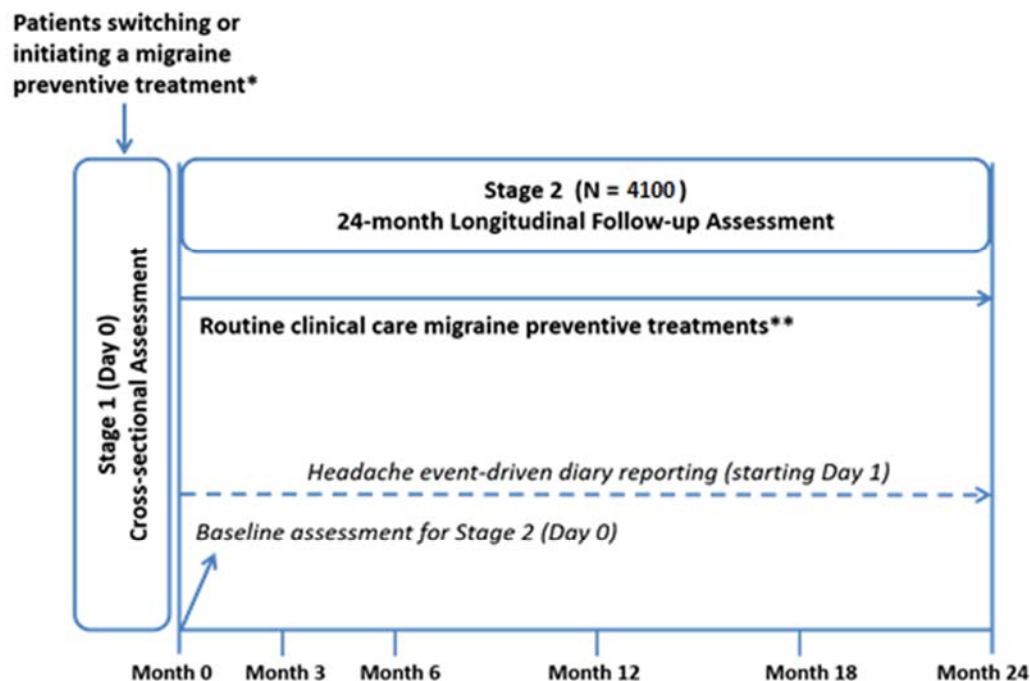 Patients switching or
initiating a migraine
preventive treatment*
Stage 1 (Day 0)
Cross-sectional Assessment
Stage 2 (N = 4100)
24-month Longitudinal Follow-up Assessment
Routine clinical care migraine preventive treatments**
Headache event-driven diary reporting (starting Day 1)
Baseline assessment for Stage 2 (Day 0)
Month 0 Month 3 Month 6 Month 12 Month 18 Month 24